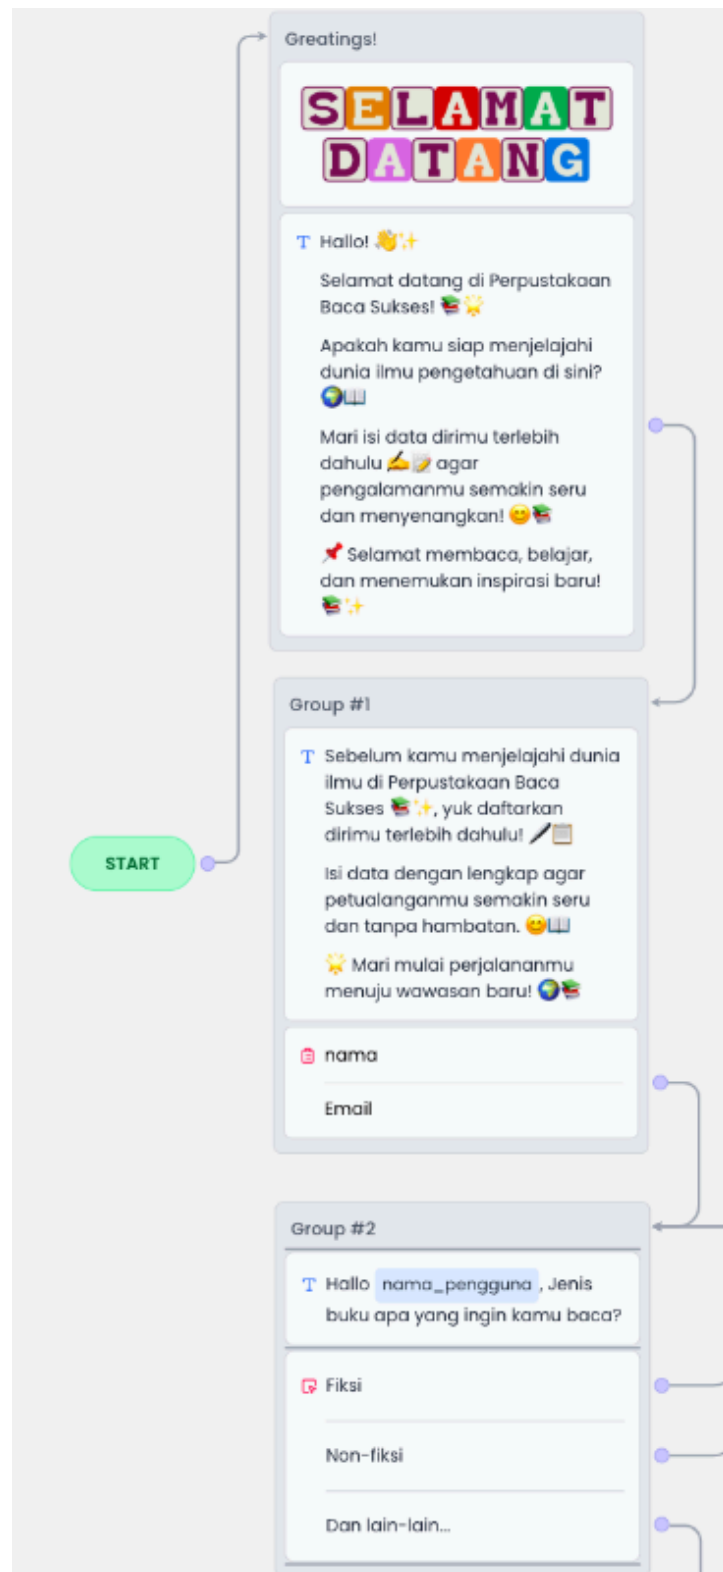 Greatings!
SELAMAT
DATANG
Hallo! 👋✨
Selamat datang di Perpustakaan
Baca Sukses! 📚🌟
Apakah kamu siap menjelajahi
dunia ilmu pengetahuan di sini?
🌍📖
Mari isi data dirimu terlebih
dahulu ✍️📝 agar
pengalamanmu semakin seru
dan menyenangkan! 😊📚
📌 Selamat membaca, belajar,
dan menemukan inspirasi baru!
📚✨
Group #1
Sebelum kamu menjelajahi dunia
ilmu di Perpustakaan Baca
Sukses 📚✨, yuk daftarkan
dirimu terlebih dahulu! 🖊️📋
Isi data dengan lengkap agar
petualanganmu semakin seru
dan tanpa hambatan. 😊📖
🌟 Mari mulai perjalananmu
menuju wawasan baru! 🌍📚
START
nama
Email
Group #2
Hallo nama_pengguna , Jenis
buku apa yang ingin kamu baca?
Fiksi
Non-fiksi
Dan lain-lain...